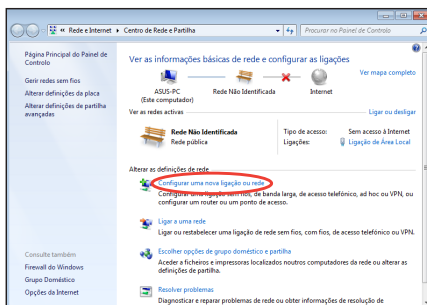 Rede e Internet
Centro de Rede e Partilha
Procurar no Painel de Controlo
Página Principal do Painel de
Controlo
Gerir redes sem fios
Alterar definições da placa
Alterar definições de partilha
avançadas
Consulte também
Firewall do Windows
Grupo Doméstico
Opções da Internet
Ver as informações básicas de rede e configurar as ligações
Ver mapa completo
ASUS-PC
(Este computador)
Rede Não Identificada
Internet
Ver as redes activas
Ligar ou desligar
Rede Não Identificada
Rede pública
Tipo de acesso: Sem acesso à Internet
Ligações: Ligação de Área Local
Alterar as definições de rede
Configurar uma nova ligação ou rede
Configurar uma ligação sem fios, de banda larga, de acesso telefónico, ad hoc ou VPN, ou
configurar um router ou um ponto de acesso.
Ligar a uma rede
Ligar ou restabelecer uma ligação de rede sem fios, com fios, de acesso telefónico ou VPN.
Escolher opções de grupo doméstico e partilha
Aceder a ficheiros e impressoras localizados noutros computadores da rede ou alterar as
definições de partilha.
Resolver problemas
Diagnosticar e reparar problemas de rede ou obter informações de resolução de